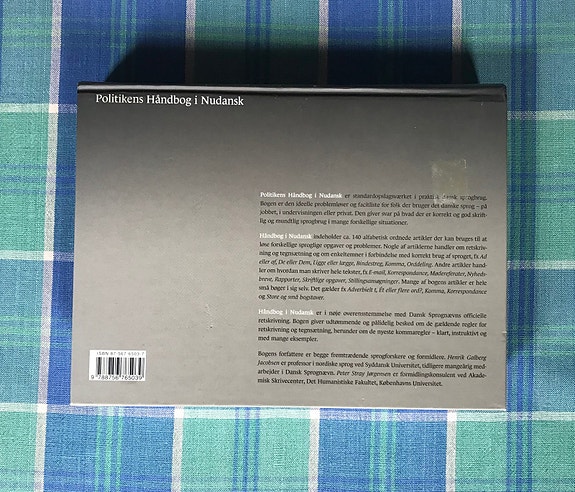 Politikens Håndbog i Nudansk
Politikens Håndbog i Nudansk er standardopslagsværket i praktisk dansk sprogbrug.
Bogen er den ideelle problemløser og facitliste for folk der bruger det danske sprog – på
jobbet, i undervisningen eller privat. Den giver svar på hvad der er korrekt og god skrift-
lig og mundtlig sprogbrug i mange forskellige situationer.
Håndbog i Nudansk indeholder ca. 140 alfabetisk ordnede artikler der kan bruges til at
løse forskellige sproglige opgaver og problemer. Nogle af artiklerne handler om retskriv-
ning og tegnsætning og om enkeltemner i forbindelse med korrekt brug af sproget, fx Ad
eller af, De eller Dem, Ligge eller lægge, Bindestreg, Komma, Orddeling. Andre artikler hand-
ler om hvordan man skriver hele tekster, fx E-mail, Korrespondance, Mødereferater, Nyheds-
breve, Rapporter, Skriftlige opgaver, Stillingsansøgninger. Mange af bogens artikler er hele
små bøger i sig selv. Det gælder fx Adverbielt t, Ét eller flere ord?, Komma, Korrespondance
og Store og små bogstaver.
Håndbog i Nudansk er i nøje overensstemmelse med Dansk Sprognævns officielle
retskrivning. Bogen giver udtømmende og pålidelig besked om de gældende regler for
retskrivning og tegnsætning, herunder om de nyeste kommaregler – klart, instruktivt og
med mange eksempler.
Bogens forfattere er begge fremtrædende sprogforskere og formidlere. Henrik Galberg
Jacobsen er professor i nordiske sprog ved Syddansk Universitet, tidligere mangeårig med-
arbejder i Dansk Sprognævn. Peter Stray Jørgensen er formidlingskonsulent ved Akade-
misk Skrivecenter, Det Humanistiske Fakultet, Københavns Universitet.
ISBN 87-567-6503-7
9 788756 765039